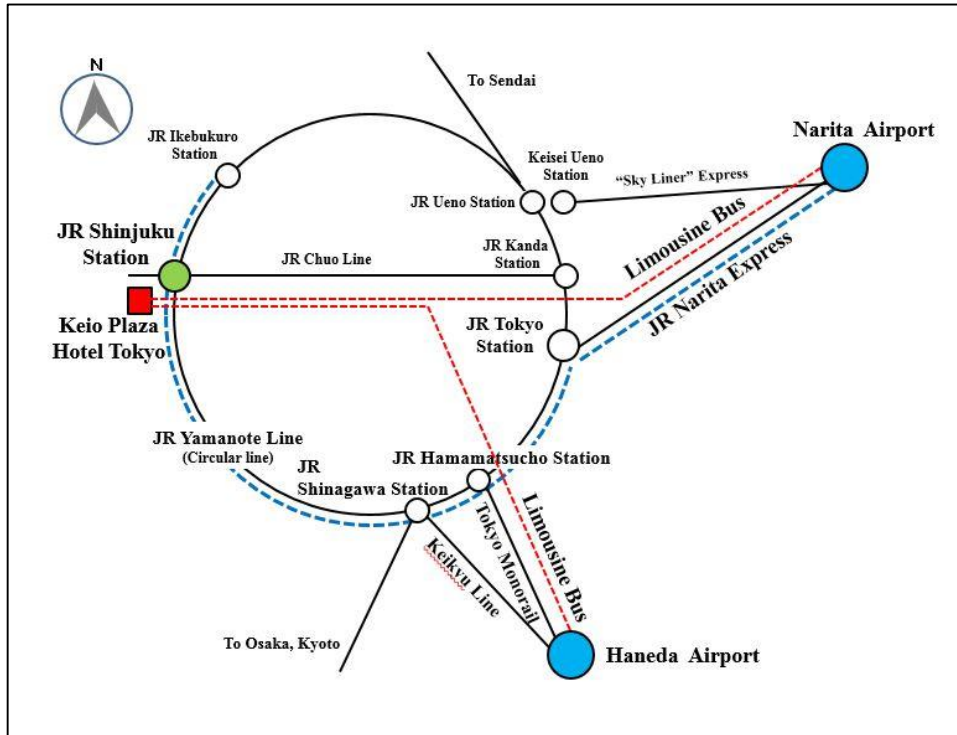 N
To Sendai
JR Ikebukuro
Station
Keisei Ueno
Station
Narita Airport
"Sky Liner" Express
JR Ueno Station
JR Shinjuku
Station
JR Chuo Line
JR Kanda
Station
Limousine Bus
JR Narita Express
Keio Plaza
Hotel Tokyo
JR Tokyo
Station
JR Yamanote Line
(Circular line)
JR Hamamatsucho Station
JR
Shinagawa Station
Limousine Bus
Tokyo Monorail
Keikyu Line
To Osaka, Kyoto
Haneda Airport